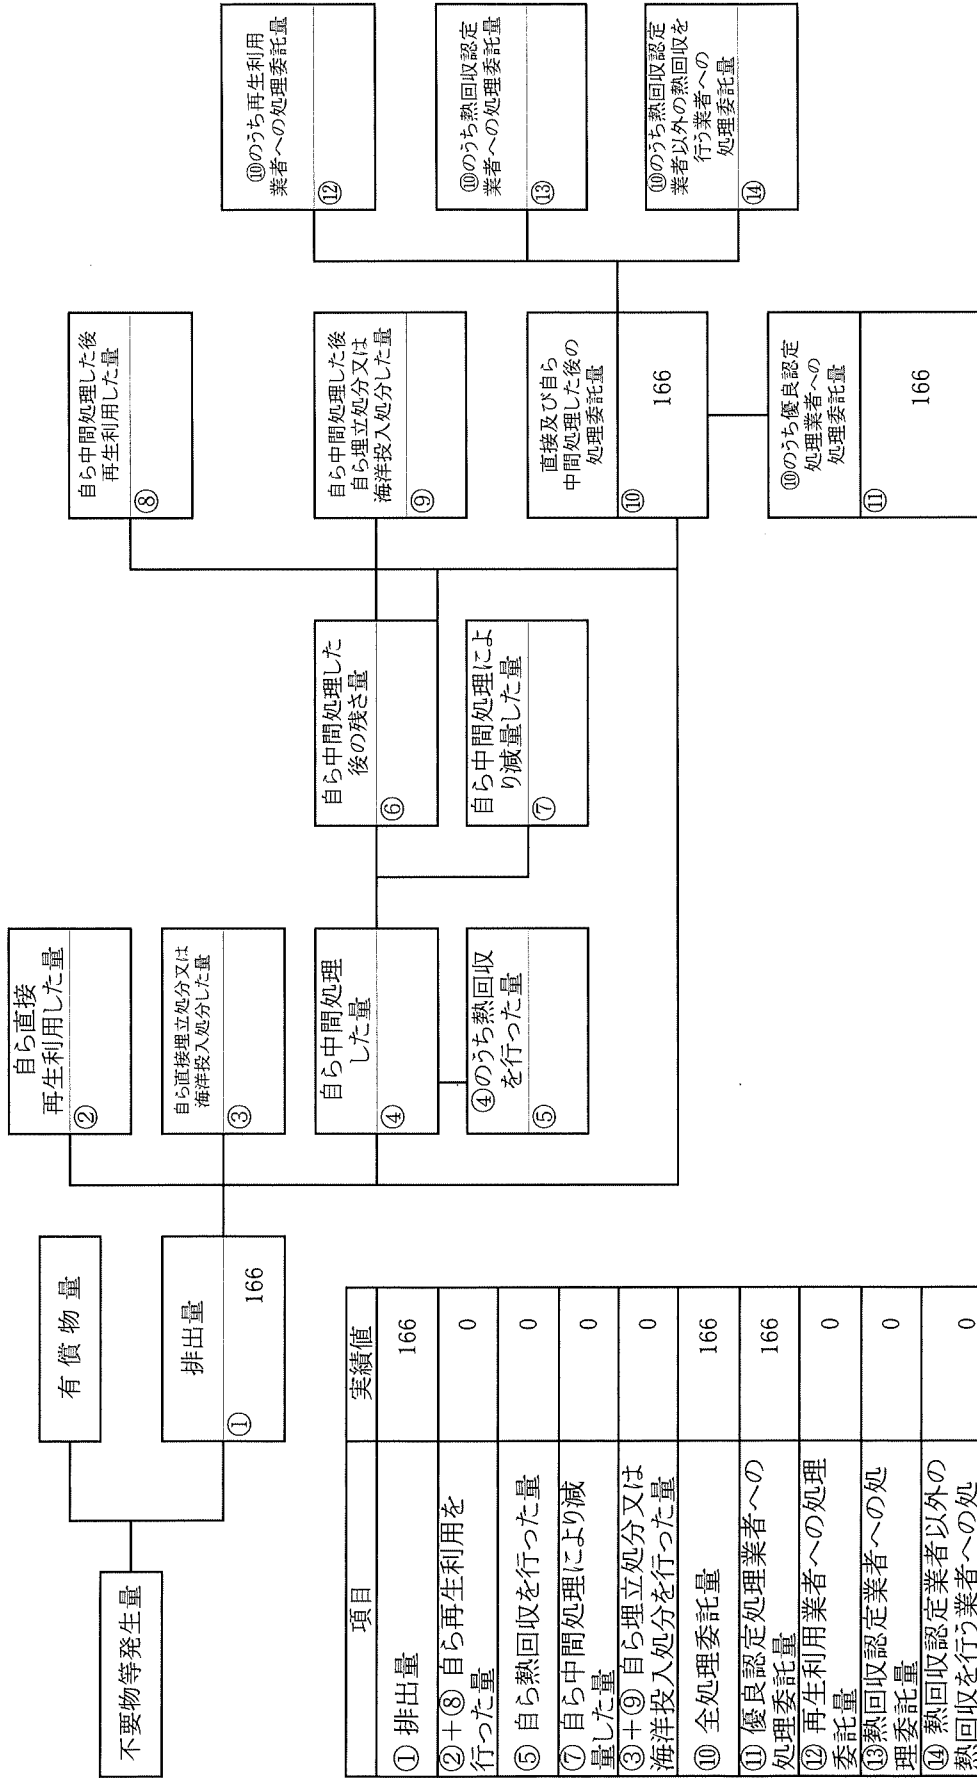 不要物等発生量
有償物量
排出量
①
166
自ら直接
再生利用した量
②
自ら直接埋立処分又は
海洋投入処分した量
③
自ら中間処理
した量
④
④のうち熱回収
を行った量
⑤
自ら中間処理した
後の残さ量
⑥
自ら中間処理によ
り減量した量
⑦
自ら中間処理した後
再生利用した量
⑧
自ら中間処理した後
自ら埋立処分又は
海洋投入処分した量
⑨
直接及び自ら
中間処理した後の
処理委託量
⑩
166
⑩のうち優良認定
処理業者への
処理委託量
⑪
166
⑩のうち再生利用
業者への処理委託量
⑫
⑩のうち熱回収認定
業者への処理委託量
⑬
⑩のうち熱回収認定
業者以外の熱回収を
行う業者への
処理委託量
⑭
項目 実績値
① 排出量 166
②＋⑧ 自ら再生利用を
行った量 0
⑤ 自ら熱回収を行った量 0
⑦ 自ら中間処理により減
量した量 0
③＋⑨ 自ら埋立処分又は
海洋投入処分を行った量 0
⑩ 全処理委託量 166
⑪ 優良認定処理業者への
処理委託量 166
⑫ 再生利用業者への処理
委託量 0
⑬熱回収認定業者への処
理委託量 0
⑭ 熱回収認定業者以外の
熱回収を行う業者への処 0